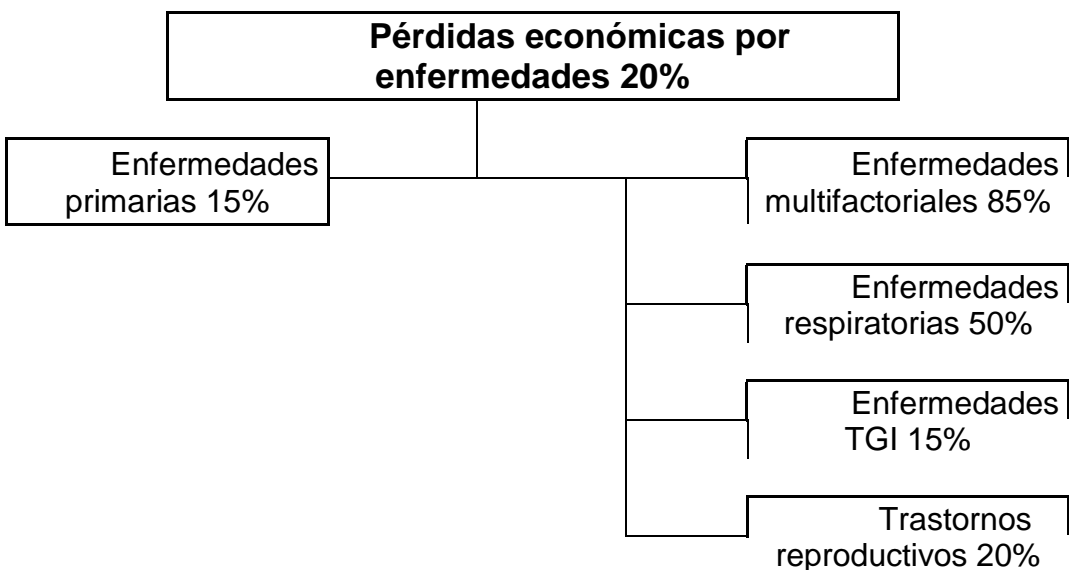 Pérdidas económicas por
enfermedades 20%
Enfermedades
primarias 15%
Enfermedades
multifactoriales 85%
Enfermedades
respiratorias 50%
Enfermedades
TGI 15%
Trastornos
reproductivos 20%